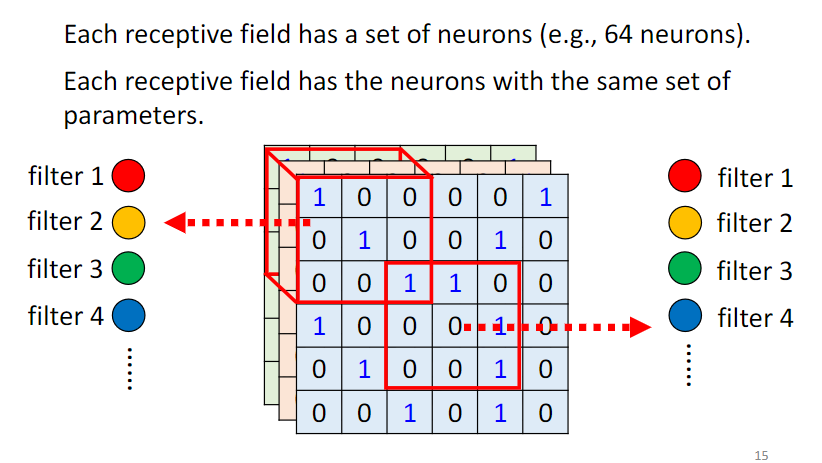 Each receptive field has a set of neurons (e.g., 64 neurons).
Each receptive field has the neurons with the same set of
parameters.
filter 1
filter 2
filter 3
filter 4
1 0 0 0 0 1
0 1 0 0 1 0
0 0 1 1 0 0
1 0 0 0 1 0
0 1 0 0 1 0
0 0 1 0 1 0
filter 1
filter 2
filter 3
filter 4
15